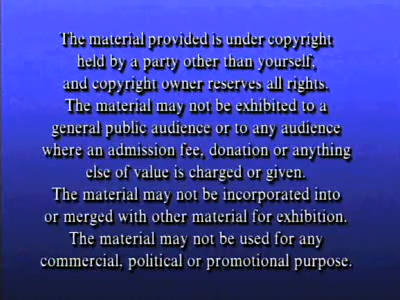 The material provided is under copyright
held by a party other than yourself,
and copyright owner reserves all rights.
The material may not be exhibited to a
general public audience or to any audience
where an admission fee, donation or anything
else of value is charged or given.
The material may not be incorporated into
or merged with other material for exhibition.
The material may not be used for any
commercial, political or promotional purpose.